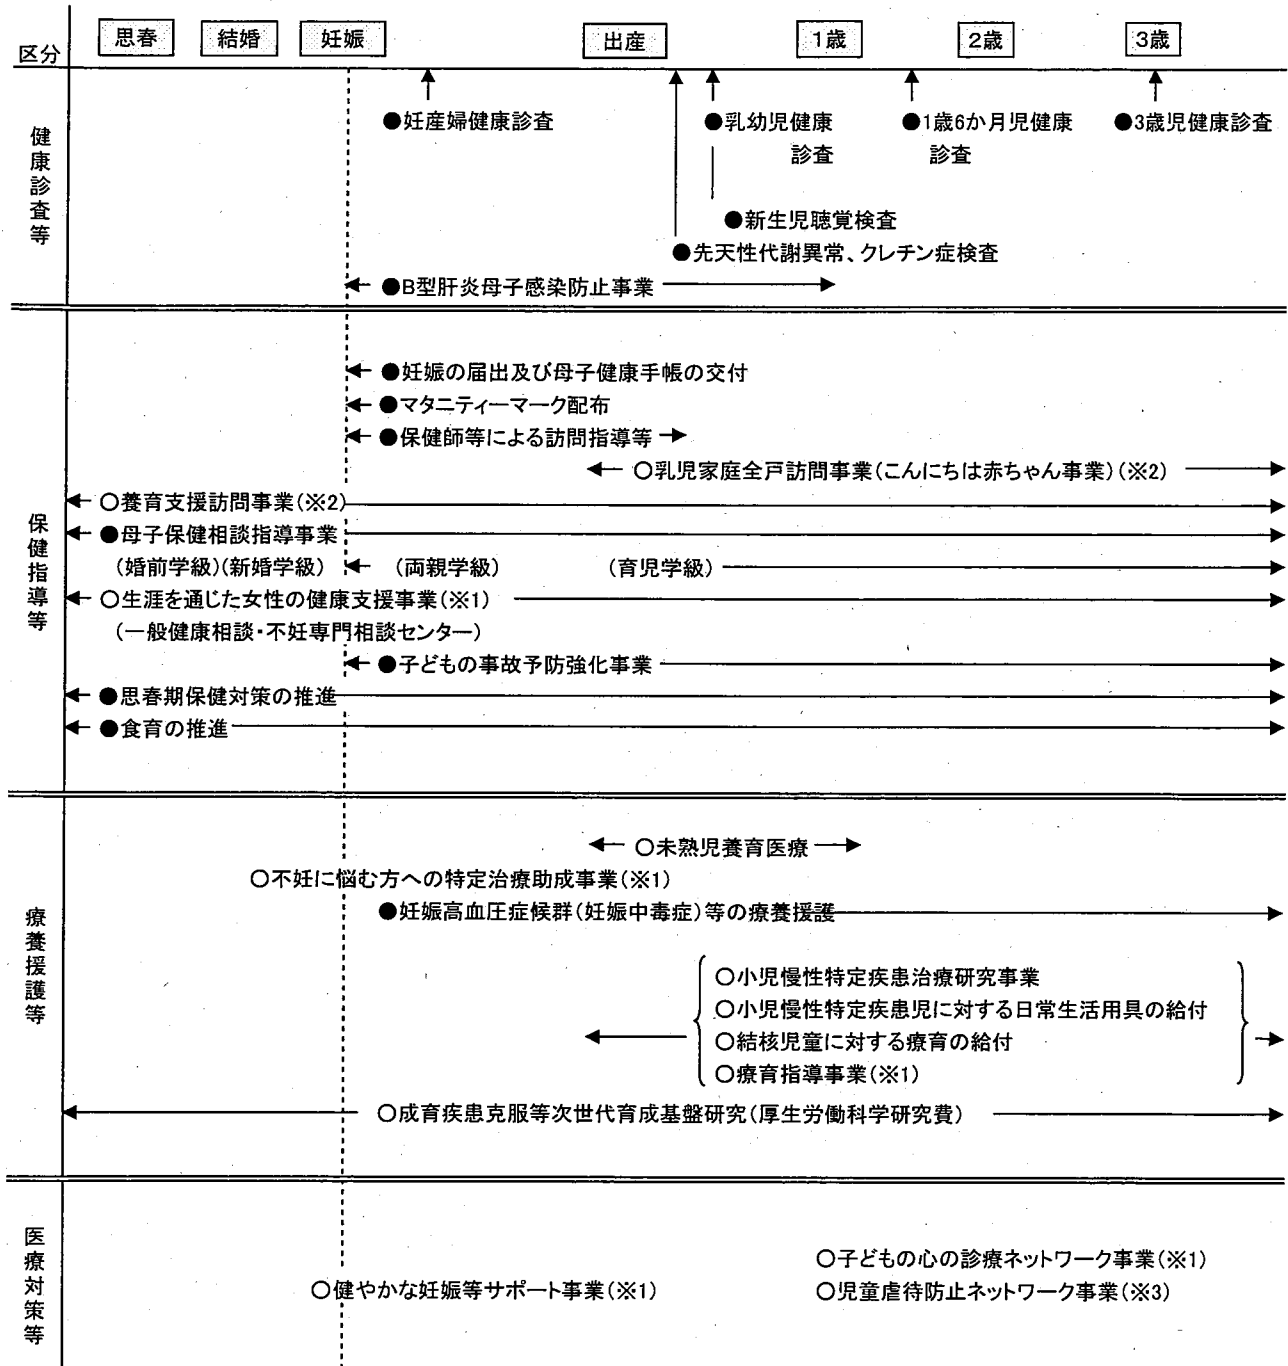 区分
思春 結婚 妊娠 出産 1歳 2歳 3歳
健康診査等
●妊産婦健康診査
●乳幼児健康
診査
●1歳6か月児健康
診査
●3歳児健康診査
●新生児聴覚検査
●先天性代謝異常、クレチン症検査
●B型肝炎母子感染防止事業
保健指導等
●妊娠の届出及び母子健康手帳の交付
●マタニティーマーク配布
●保健師等による訪問指導等
○乳児家庭全戸訪問事業(こんにちは赤ちゃん事業)(※2)
○養育支援訪問事業(※2)
●母子保健相談指導事業
(婚前学級)(新婚学級) (両親学級) (育児学級)
○生涯を通じた女性の健康支援事業(※1)
(一般健康相談・不妊専門相談センター)
●子どもの事故予防強化事業
●思春期保健対策の推進
●食育の推進
療養援護等
○未熟児養育医療
○不妊に悩む方への特定治療助成事業(※1)
●妊娠高血圧症候群(妊娠中毒症)等の療養援護
○小児慢性特定疾患治療研究事業
○小児慢性特定疾患児に対する日常生活用具の給付
○結核児童に対する療育の給付
○療育指導事業(※1)
○成育疾患克服等次世代育成基盤研究(厚生労働科学研究費)
医療対策等
○子どもの心の診療ネットワーク事業(※1)
○健やかな妊娠等サポート事業(※1)
○児童虐待防止ネットワーク事業(※3)